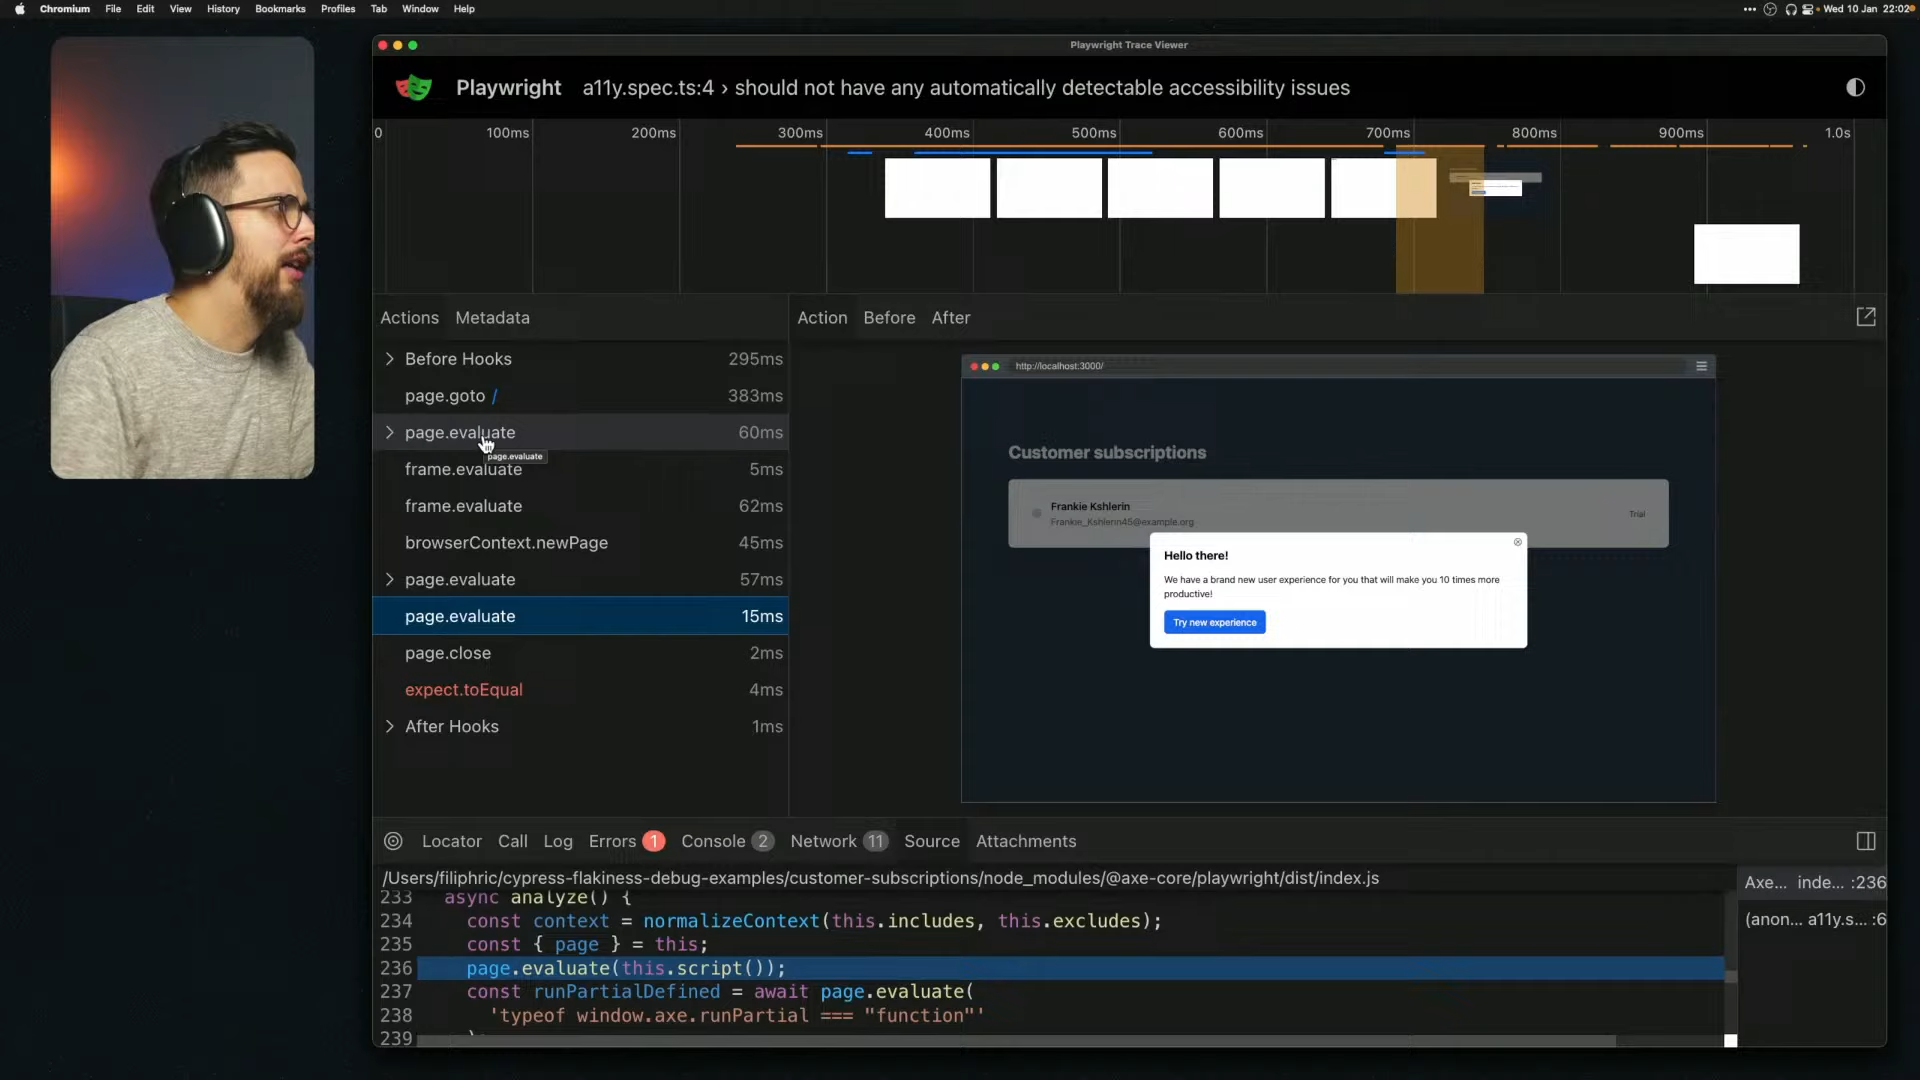 Chromium File Edit View History Bookmarks Profiles Tab Window Help
Wed 10 Jan 22:02
Playwright Trace Viewer
Playwright a11y.spec.ts:4 › should not have any automatically detectable accessibility issues
0 100ms 200ms 300ms 400ms 500ms 600ms 700ms 800ms 900ms 1.0s
Actions Metadata
Action Before After
Before Hooks 295ms
page.goto / 383ms
page.evaluate 60ms
page.evaluate
frame.evaluate 5ms
frame.evaluate 62ms
browserContext.newPage 45ms
page.evaluate 57ms
page.evaluate 15ms
page.close 2ms
expect.toEqual 4ms
After Hooks 1ms
http://localhost:3000/
Customer subscriptions
Frankie Kshlerin
Frankie_Kshlerin45@example.org
Trial
Hello there!
We have a brand new user experience for you that will make you 10 times more
productive!
Try new experience
Locator Call Log Errors 1 Console 2 Network 11 Source Attachments
/Users/filiphric/cypress-flakiness-debug-examples/customer-subscriptions/node_modules/@axe-core/playwright/dist/index.js
233 async analyze() {
234 const context = normalizeContext(this.includes, this.excludes);
235 const { page } = this;
236 page.evaluate(this.script());
237 const runPartialDefined = await page.evaluate(
238 'typeof window.axe.runPartial === "function"'
239
Axe... inde... :236
(anon... a11y.s... :6